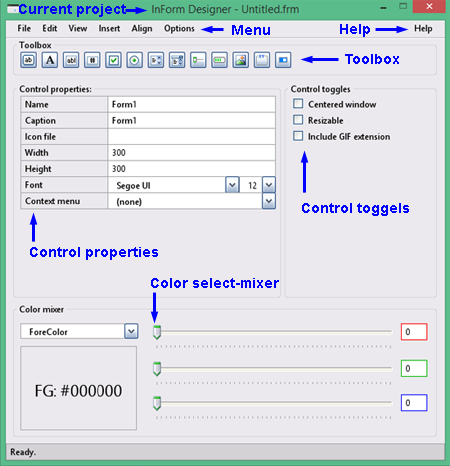 Current project InForm Designer - Untitled.frm
File Edit View Insert Align Options Menu Help Help
Toolbox
ab A ab| Toolbox
Control properties: Control toggles
Name Form1 Centered window
Caption Form1 Resizable
Icon file Include GIF extension
Width 300
Height 300
Font Segoe UI 12
Context menu (none)
Control toggels
Control properties
Color select-mixer
Color mixer
ForeColor 0
FG: #000000 0
0
Ready.